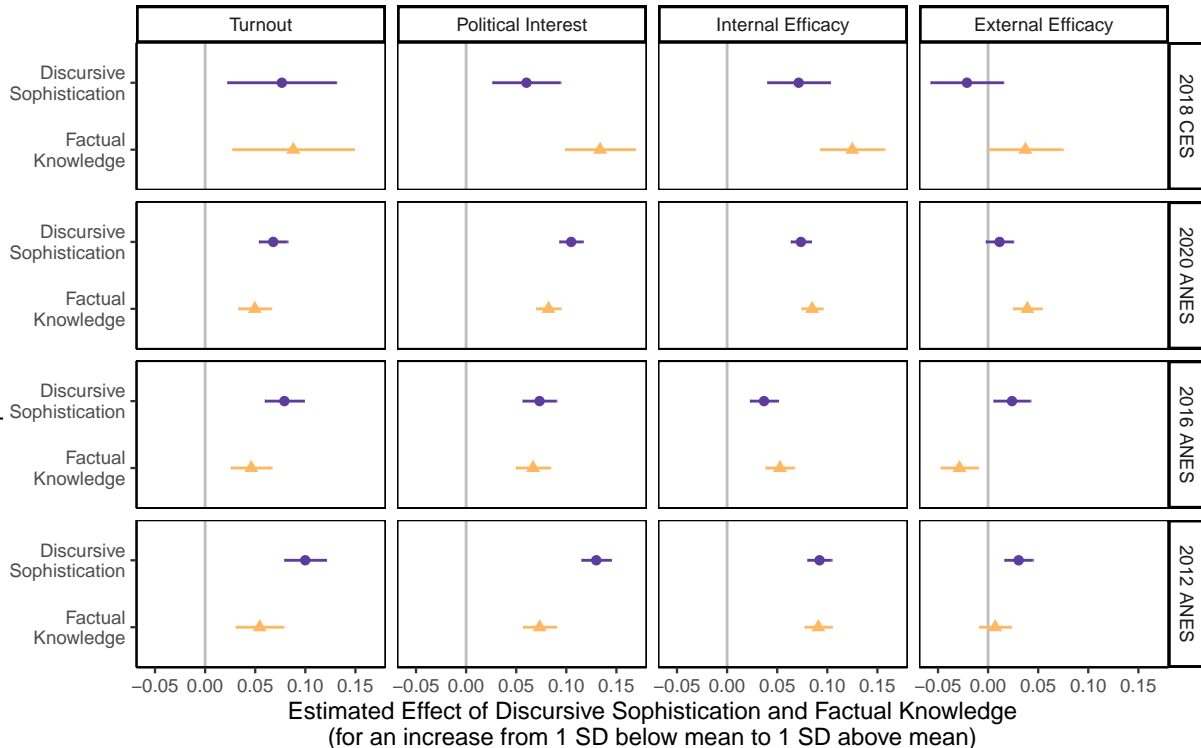 Turnout
Political Interest
Internal Efficacy
External Efficacy
Discursive
Sophistication
Factual
Knowledge
2018 CES
Discursive
Sophistication
Factual
Knowledge
2020 ANES
Discursive
Sophistication
Factual
Knowledge
2016 ANES
Discursive
Sophistication
Factual
Knowledge
2012 ANES
−0.05 0.00 0.05 0.10 0.15
−0.05 0.00 0.05 0.10 0.15
−0.05 0.00 0.05 0.10 0.15
−0.05 0.00 0.05 0.10 0.15
Estimated Effect of Discursive Sophistication and Factual Knowledge
(for an increase from 1 SD below mean to 1 SD above mean)